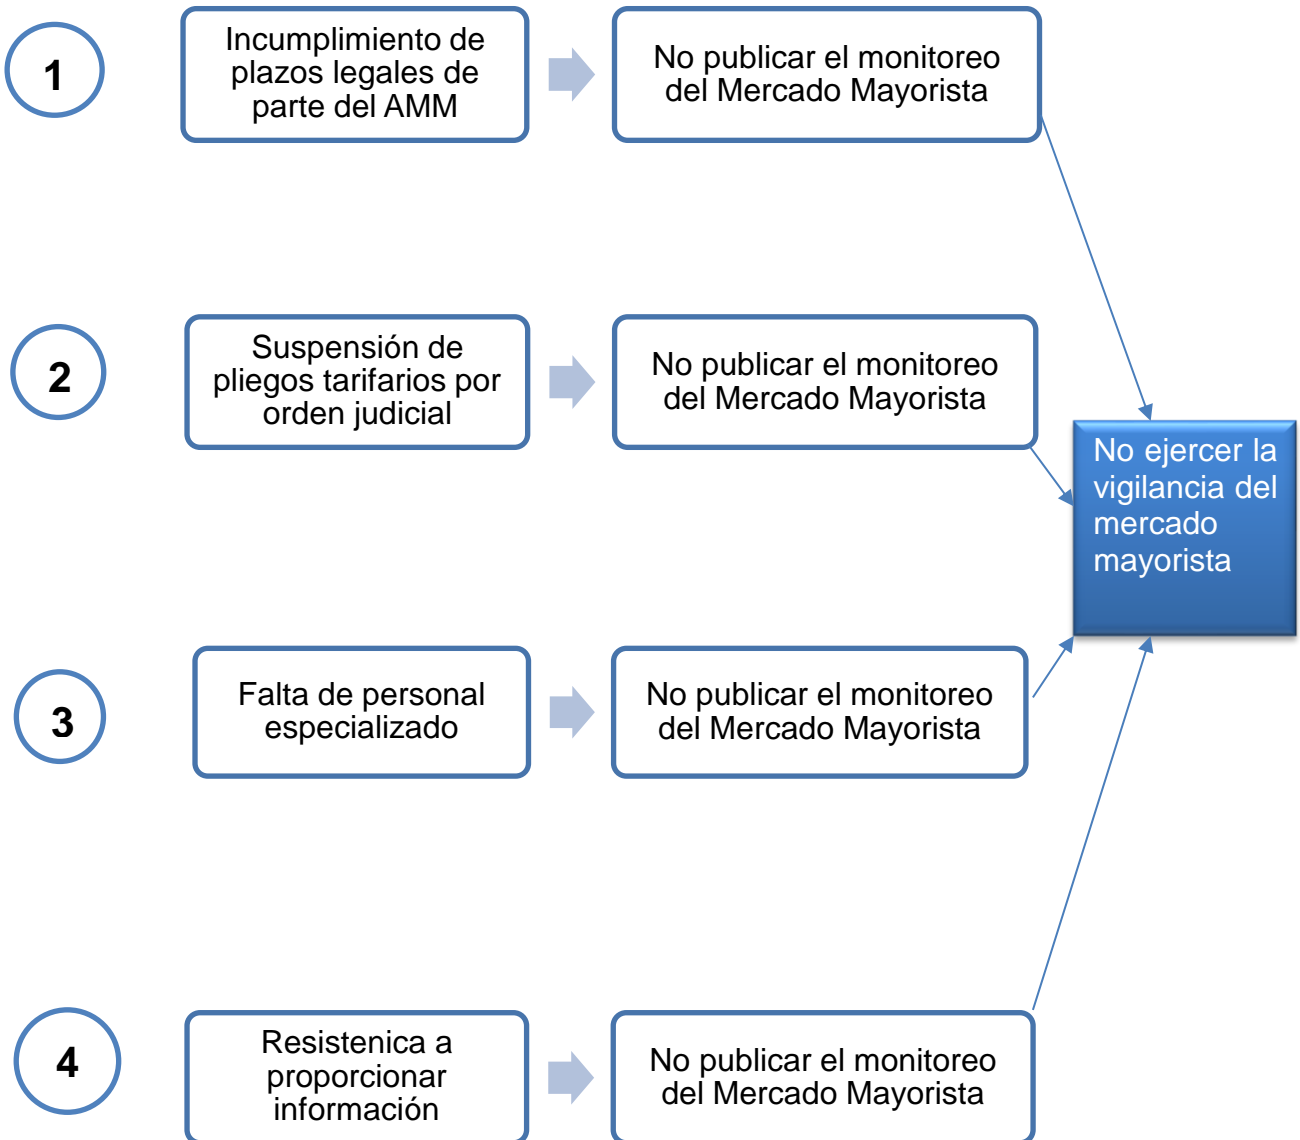 1
Incumplimiento de
plazos legales de
parte del AMM
No publicar el monitoreo
del Mercado Mayorista
2
Suspensión de
pliegos tarifarios por
orden judicial
No publicar el monitoreo
del Mercado Mayorista
No ejercer la
vigilancia del
mercado
mayorista
3
Falta de personal
especializado
No publicar el monitoreo
del Mercado Mayorista
4
Resistenica a
proporcionar
información
No publicar el monitoreo
del Mercado Mayorista